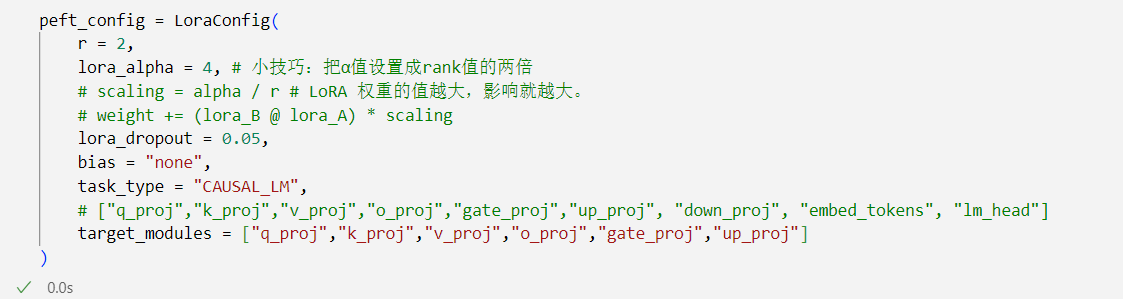 peft_config = LoraConfig(
    r = 2,
    lora_alpha = 4, # 小技巧：把α值设置成rank值的两倍
    # scaling = alpha / r # LoRA 权重的值越大，影响就越大。
    # weight += (lora_B @ lora_A) * scaling
    lora_dropout = 0.05,
    bias = "none",
    task_type = "CAUSAL_LM",
    # ["q_proj","k_proj","v_proj","o_proj","gate_proj","up_proj", "down_proj", "embed_tokens", "lm_head"]
    target_modules = ["q_proj","k_proj","v_proj","o_proj","gate_proj","up_proj"]
)
0.0s